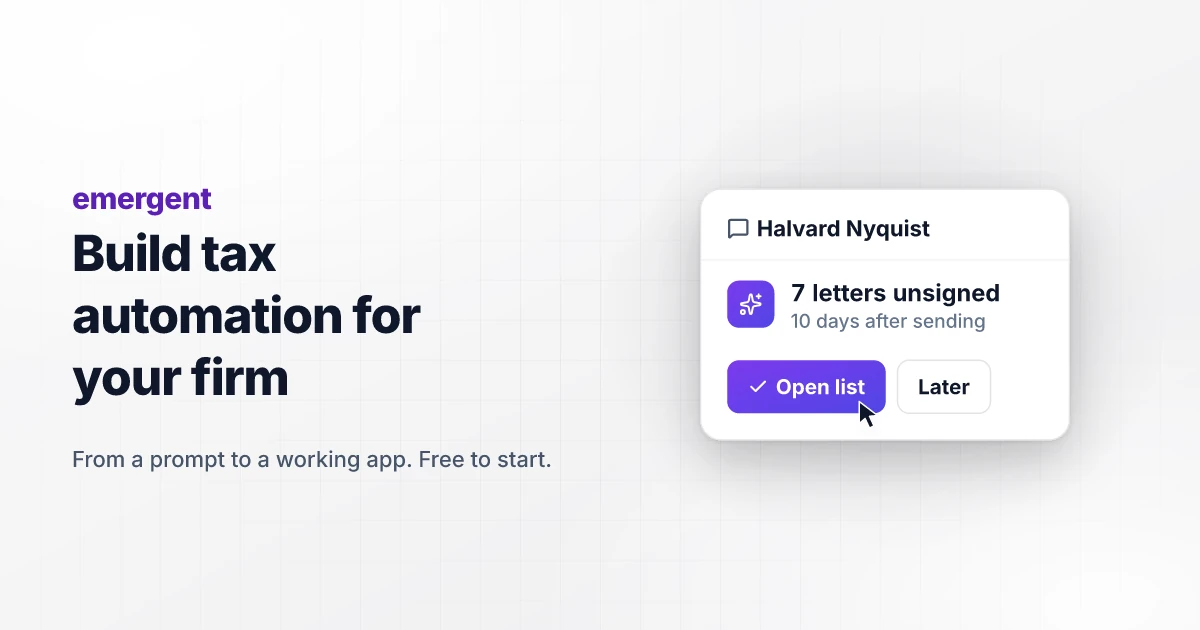 emergent
Build tax
automation for
your firm
From a prompt to a working app. Free to start.
Halvard Nyquist
7 letters unsigned
10 days after sending
Open list
Later